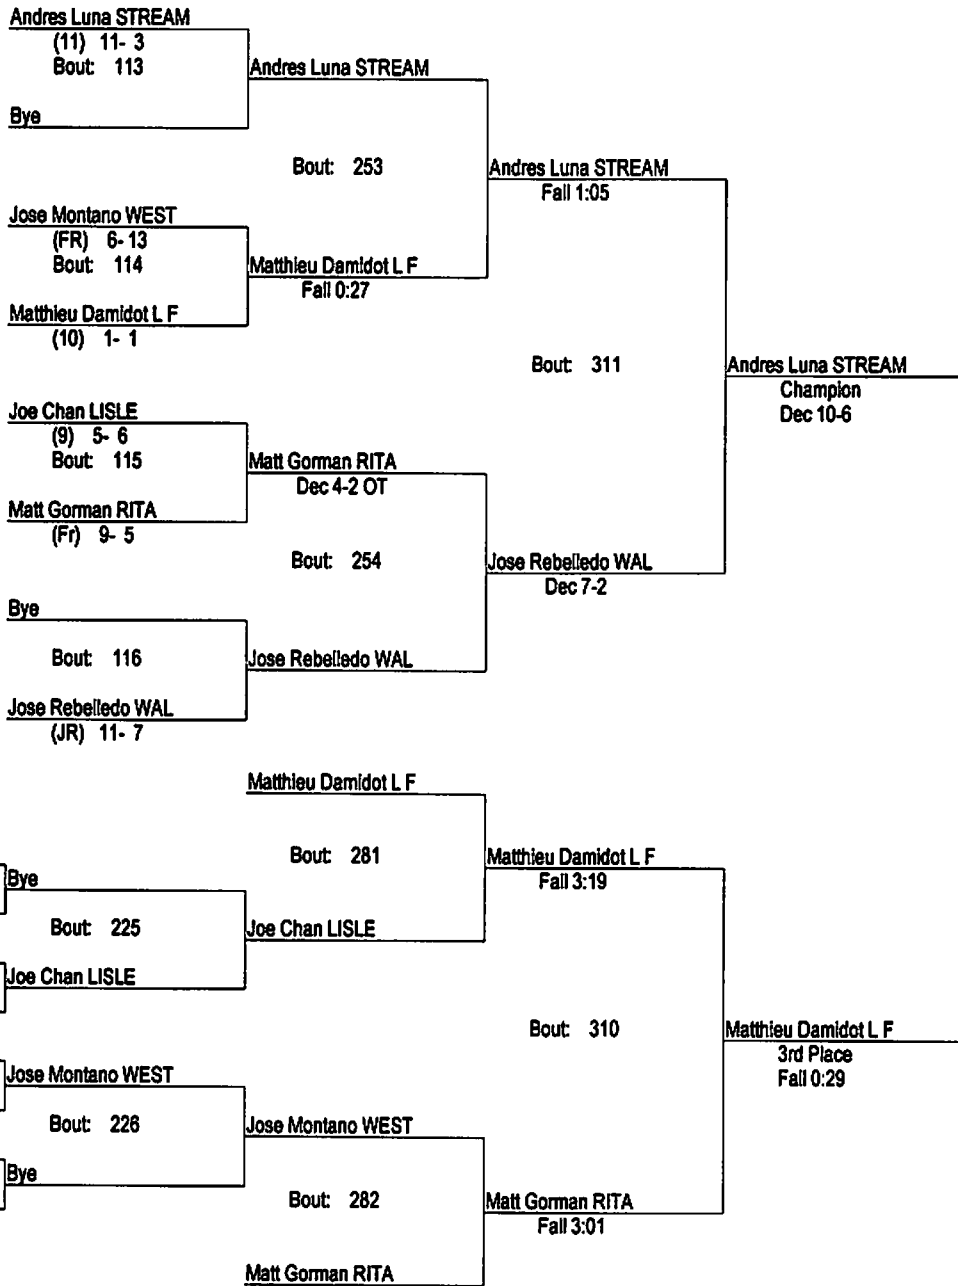 Andres Luna STREAM
(11) 11- 3
Bout: 113
Andres Luna STREAM
Bye
Bout: 253
Andres Luna STREAM
Fall 1:05
Jose Montano WEST
(FR) 6- 13
Bout: 114
Matthieu Damidot L F
Fall 0:27
Matthieu Damidot L F
(10) 1- 1
Bout: 311
Andres Luna STREAM
Champion
Dec 10-6
Joe Chan LISLE
(9) 5- 6
Bout: 115
Matt Gorman RITA
Dec 4-2 OT
Matt Gorman RITA
(Fr) 9- 5
Bout: 254
Jose Rebelledo WAL
Dec 7-2
Bye
Bout: 116
Jose Rebelledo WAL
Jose Rebelledo WAL
(JR) 11- 7
Matthieu Damidot L F
Bout: 281
Matthieu Damidot L F
Fall 3:19
Bye
Bout: 225
Joe Chan LISLE
Joe Chan LISLE
Bout: 310
Matthieu Damidot L F
3rd Place
Fall 0:29
Jose Montano WEST
Bout: 226
Jose Montano WEST
Bye
Bout: 282
Matt Gorman RITA
Fall 3:01
Matt Gorman RITA